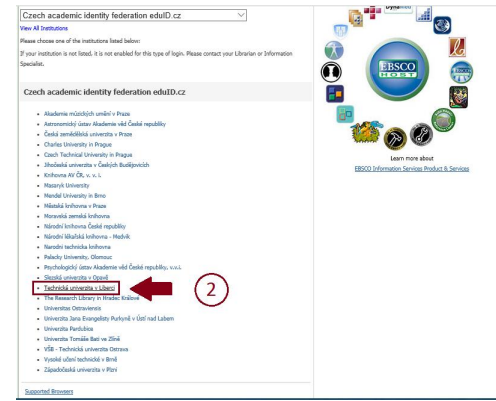 Czech academic identity federation eduID.cz
View All Institutions
Please choose one of the institutions listed below:
If your institution is not listed, it is not enabled for this type of login. Please contact your Librarian or Information
Specialist.
Czech academic identity federation eduID.cz
Akademie múzických umění v Praze
Astronomický ústav Akademie věd České republiky
Česká zemědělská univerzita v Praze
Charles University in Prague
Czech Technical University in Prague
Jihočeská univerzita v Českých Budějovicích
Knihovna AV ČR, v. v. i.
Masaryk University
Mendel University in Brno
Městská knihovna v Praze
Moravská zemská knihovna
Národní knihovna České republiky
Národní lékařská knihovna - Medvik
Narodni technicka knihovna
Palacky University, Olomouc
Psychologický ústav Akademie věd České republiky, v.v.i.
Slezská univerzita v Opavě
Technická univerzita v Liberci
2
The Research Library in Hradec Králové
Universitas Ostraviensis
Univerzita Jana Evangelisty Purkyně v Ústí nad Labem
Univerzita Pardubice
Univerzita Tomáše Bati ve Zlíně
VŠB - Technická univerzita Ostrava
Vysoké učení technické v Brně
Západočeská univerzita v Plzni
Supported Browsers
DynaMed
EBSCO
HOST
Learn more about
EBSCO Information Services Product & Services